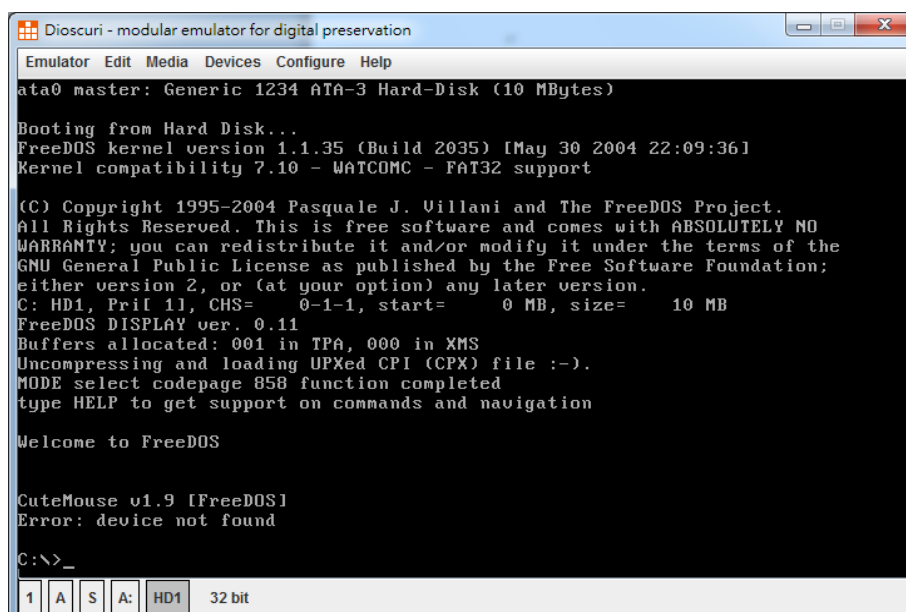 Dioscuri - modular emulator for digital preservation
Emulator Edit Media Devices Configure Help
ata0 master: Generic 1234 ATA-3 Hard-Disk (10 MBytes)
Booting from Hard Disk...
FreeDOS kernel version 1.1.35 (Build 2035) [May 30 2004 22:09:36]
Kernel compatibility 7.10 - WATCOMC - FAT32 support
(C) Copyright 1995-2004 Pasquale J. Villani and The FreeDOS Project.
All Rights Reserved. This is free software and comes with ABSOLUTELY NO
WARRANTY; you can redistribute it and/or modify it under the terms of the
GNU General Public License as published by the Free Software Foundation;
either version 2, or (at your option) any later version.
C: HD1, Pri[ 1], CHS=    0-1-1, start=     0 MB, size=    10 MB
FreeDOS DISPLAY ver. 0.11
Buffers allocated: 001 in TPA, 000 in XMS
Uncompressing and loading UPXed CPI (CPX) file :-).
MODE select codepage 858 function completed
type HELP to get support on commands and navigation
Welcome to FreeDOS
CuteMouse v1.9 [FreeDOS]
Error: device not found
C:\>_
1 A S A: HD1 32 bit